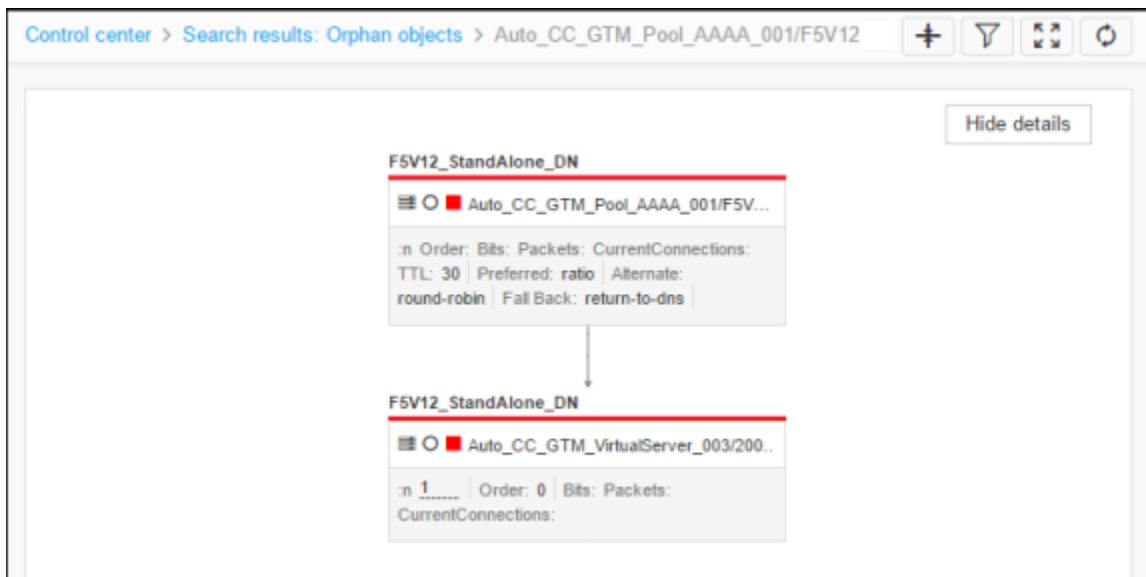 Control center > Search results: Orphan objects > Auto_CC_GTM_Pool_AAAA_001/F5V12
Hide details
F5V12_StandAlone_DN
Auto_CC_GTM_Pool_AAAA_001/F5V...
:n Order: Bits: Packets: CurrentConnections:
TTL: 30 Preferred: ratio Alternate:
round-robin Fall Back: return-to-dns
F5V12_StandAlone_DN
Auto_CC_GTM_VirtualServer_003/200..
:n 1 Order: 0 Bits: Packets:
CurrentConnections: